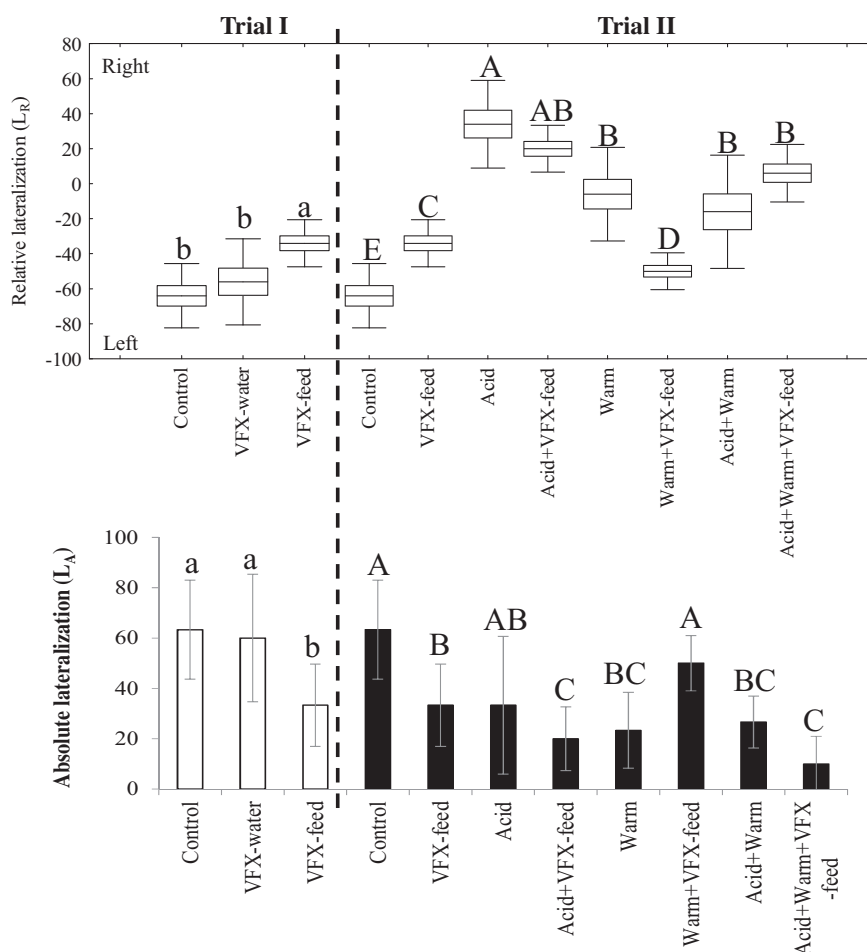 Trial I
Trial II
Relative lateralization (L_R)
80
60
40
20
0
-20
-40
-60
-80
-100
Right
Left
b
b
a
E
C
A
AB
B
D
B
B
Control
VFX-water
VFX-feed
Control
VFX-feed
Acid
Acid+VFX-feed
Warm
Warm+VFX-feed
Acid+Warm
Acid+Warm+VFX-feed
Absolute lateralization (L_A)
100
80
60
40
20
0
a
a
b
A
B
AB
C
BC
A
BC
C
Control
VFX-water
VFX-feed
Control
VFX-feed
Acid
Acid+VFX-feed
Warm
Warm+VFX-feed
Acid+Warm
Acid+Warm+VFX
-feed